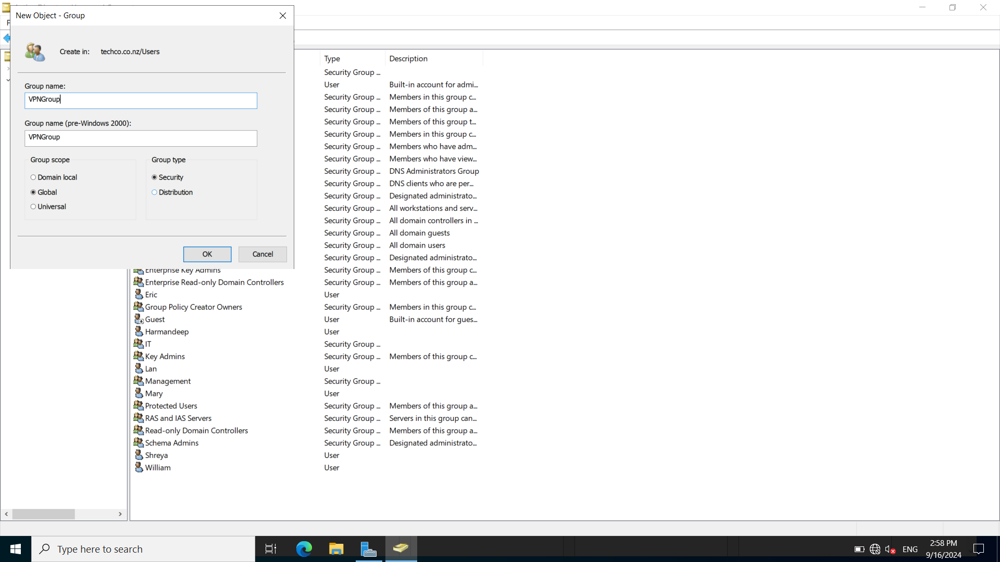 New Object - Group
Create in: techco.co.nz/Users
Group name:
VPNGroup
Group name (pre-Windows 2000):
VPNGroup
Group scope
Domain local
Global
Universal
Group type
Security
Distribution
OK
Cancel
Type Description
Security Group ...
User Built-in account for admi...
Security Group ... Members in this group c...
Security Group ... Members of this group a...
Security Group ... Members of this group t...
Security Group ... Members in this group c...
Security Group ... Members who have adm...
Security Group ... Members who have view...
Security Group ... DNS Administrators Group
Security Group ... DNS clients who are per...
Security Group ... Designated administrato...
Security Group ... All workstations and serv...
Security Group ... All domain controllers in ...
Security Group ... All domain guests
Security Group ... All domain users
Security Group ... Designated administrato...
Enterprise Key Admins Security Group ... Members of this group c...
Enterprise Read-only Domain Controllers Security Group ... Members of this group a...
Eric User
Group Policy Creator Owners Security Group ... Members in this group c...
Guest User Built-in account for gues...
Harmandeep User
IT Security Group ...
Key Admins Security Group ... Members of this group c...
Lan User
Management Security Group ...
Mary User
Protected Users Security Group ... Members of this group a...
RAS and IAS Servers Security Group ... Servers in this group can...
Read-only Domain Controllers Security Group ... Members of this group a...
Schema Admins Security Group ... Designated administrato...
Shreya User
William User
Type here to search
ENG
2:58 PM
9/16/2024